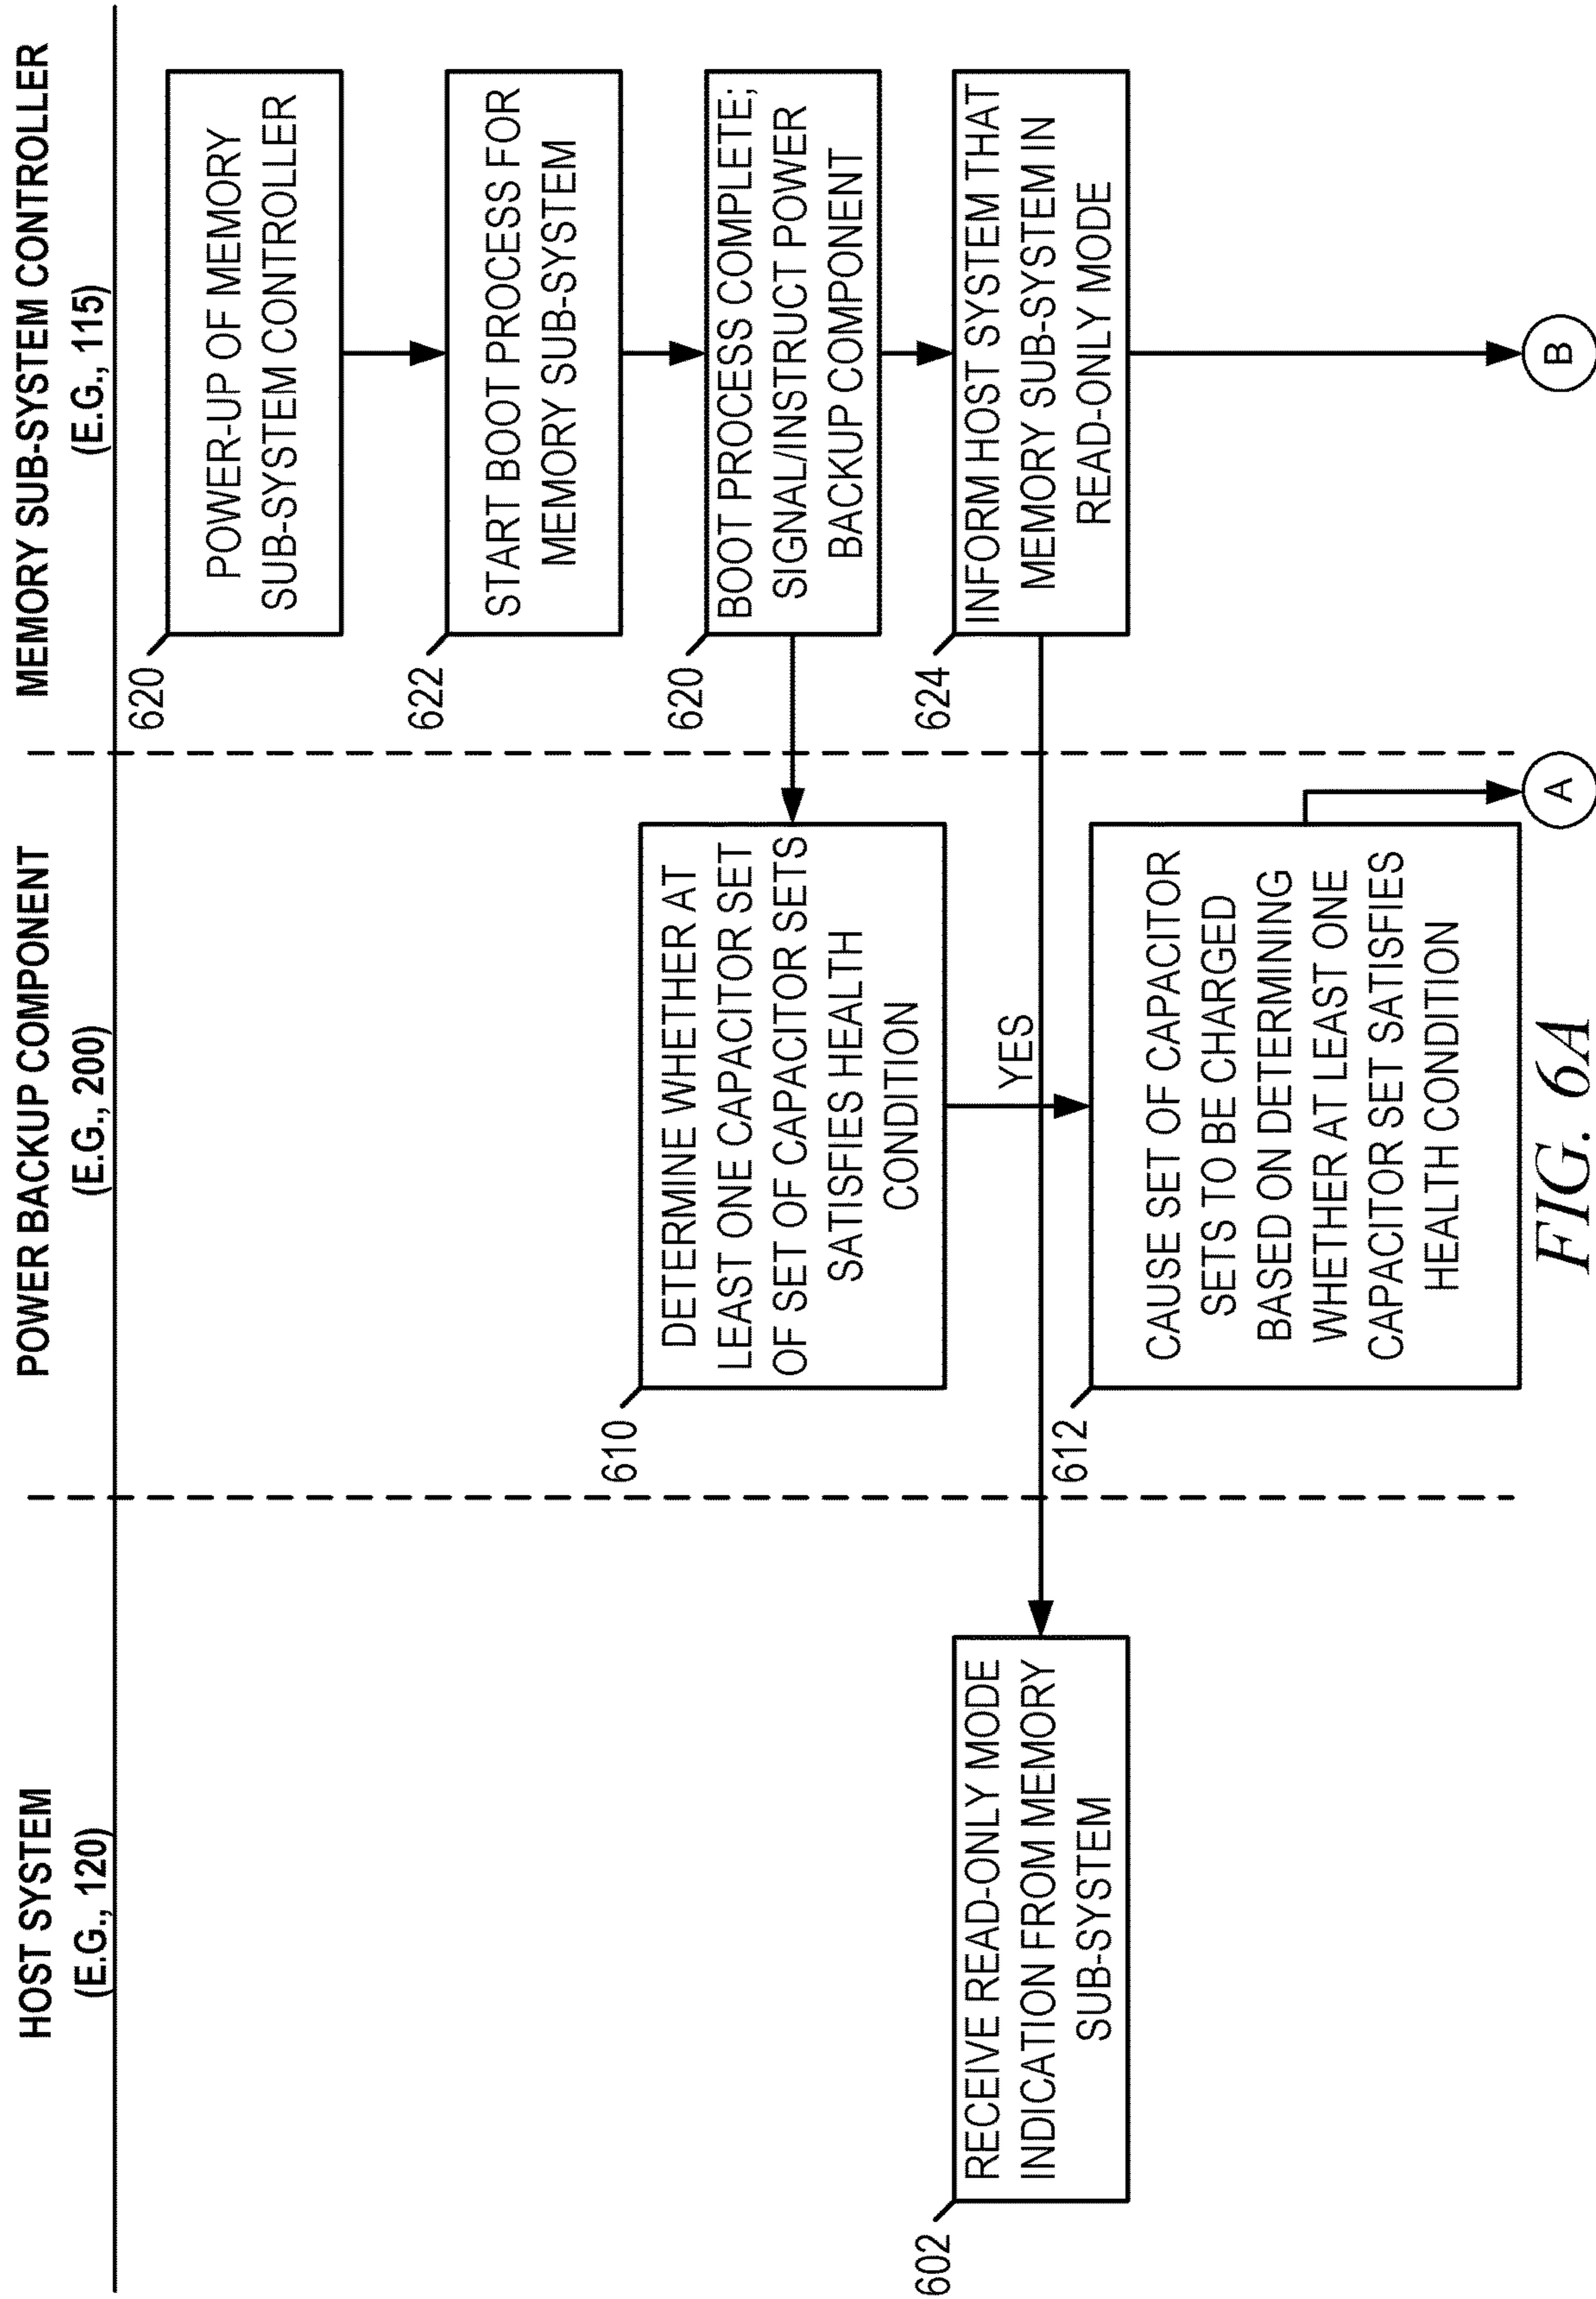 HOST SYSTEM
(E.G., 120)
POWER BACKUP COMPONENT
(E.G., 200)
MEMORY SUB-SYSTEM CONTROLLER
(E.G., 115)
620
POWER-UP OF MEMORY
SUB-SYSTEM CONTROLLER
622
START BOOT PROCESS FOR
MEMORY SUB-SYSTEM
620
BOOT PROCESS COMPLETE;
SIGNAL/INSTRUCT POWER
BACKUP COMPONENT
610
DETERMINE WHETHER AT
LEAST ONE CAPACITOR SET
OF SET OF CAPACITOR SETS
SATISFIES HEALTH
CONDITION
624
INFORM HOST SYSTEM THAT
MEMORY SUB-SYSTEM IN
READ-ONLY MODE
602
RECEIVE READ-ONLY MODE
INDICATION FROM MEMORY
SUB-SYSTEM
YES
612
CAUSE SET OF CAPACITOR
SETS TO BE CHARGED
BASED ON DETERMINING
WHETHER AT LEAST ONE
CAPACITOR SET SATISFIES
HEALTH CONDITION
A
B
FIG. 6A